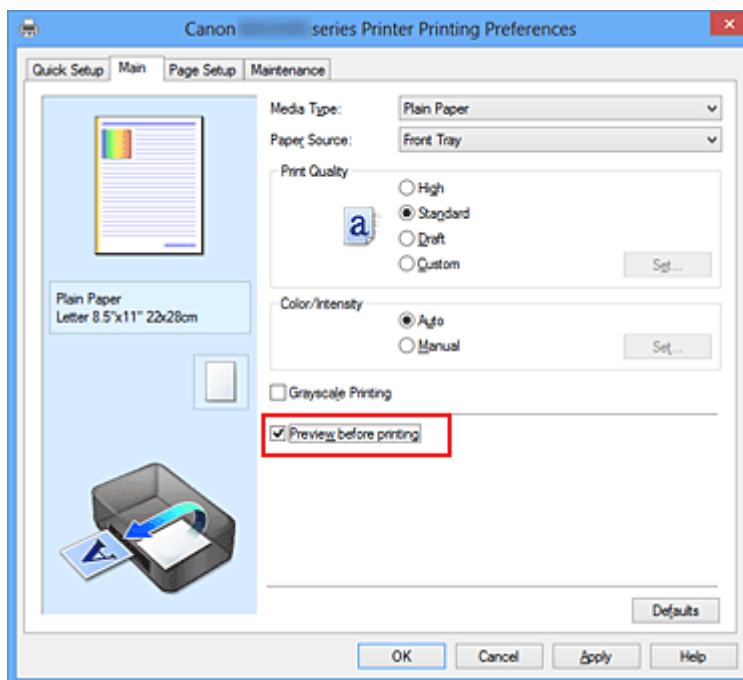 Canon series Printer Printing Preferences
Quick Setup Main Page Setup Maintenance
Media Type: Plain Paper
Paper Source: Front Tray
Print Quality
High
a Standard
Draft
Custom Set...
Plain Paper
Letter 8.5"x11" 22x28cm
Color/Intensity
Auto
Manual Set...
Grayscale Printing
Preview before printing
A
Defaults
OK Cancel Apply Help